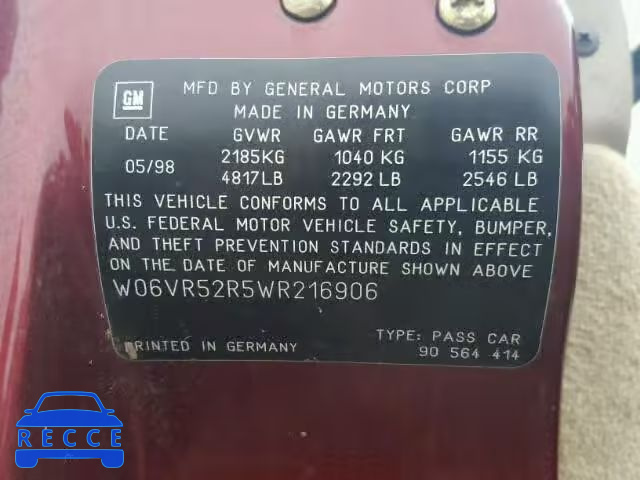 GM
MFD BY GENERAL MOTORS CORP
MADE IN GERMANY
DATE GVWR GAWR FRT GAWR RR
05/98 2185KG 1040 KG 1155 KG
4817LB 2292 LB 2546 LB
THIS VEHICLE CONFORMS TO ALL APPLICABLE
U.S. FEDERAL MOTOR VEHICLE SAFETY, BUMPER,
AND THEFT PREVENTION STANDARDS IN EFFECT
ON THE DATE OF MANUFACTURE SHOWN ABOVE
W06VR52R5WR216906
TYPE: PASS CAR
PRINTED IN GERMANY 90 564 414
RECCE